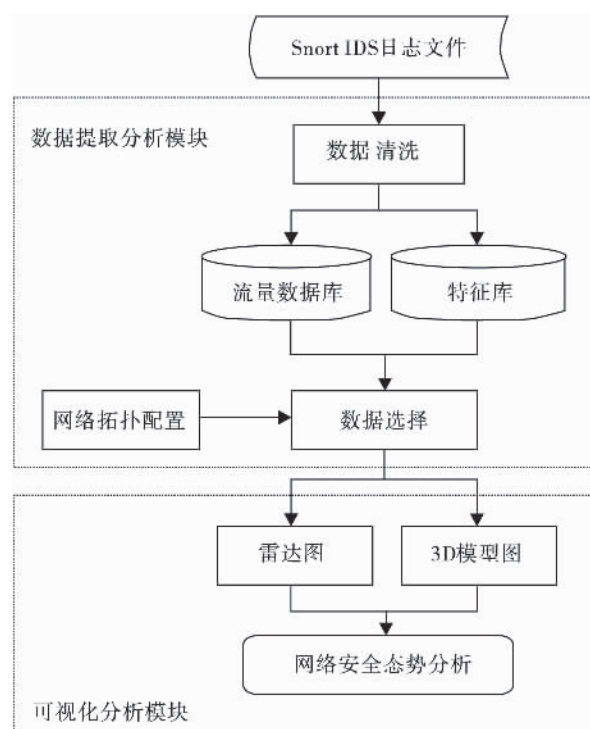 Snort IDS日志文件
数据提取分析模块
数据 清洗
流量数据库
特征库
网络拓扑配置
数据选择
雷达图
3D模型图
网络安全态势分析
可视化分析模块